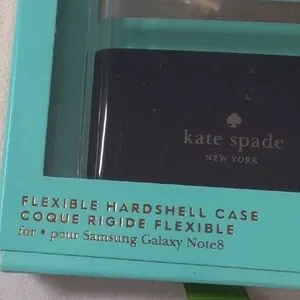 kate spade
NEW YORK
FLEXIBLE HARDSHELL CASE
COQUE RIGIDE FLEXIBLE
for * pour Samsung Galaxy Note8